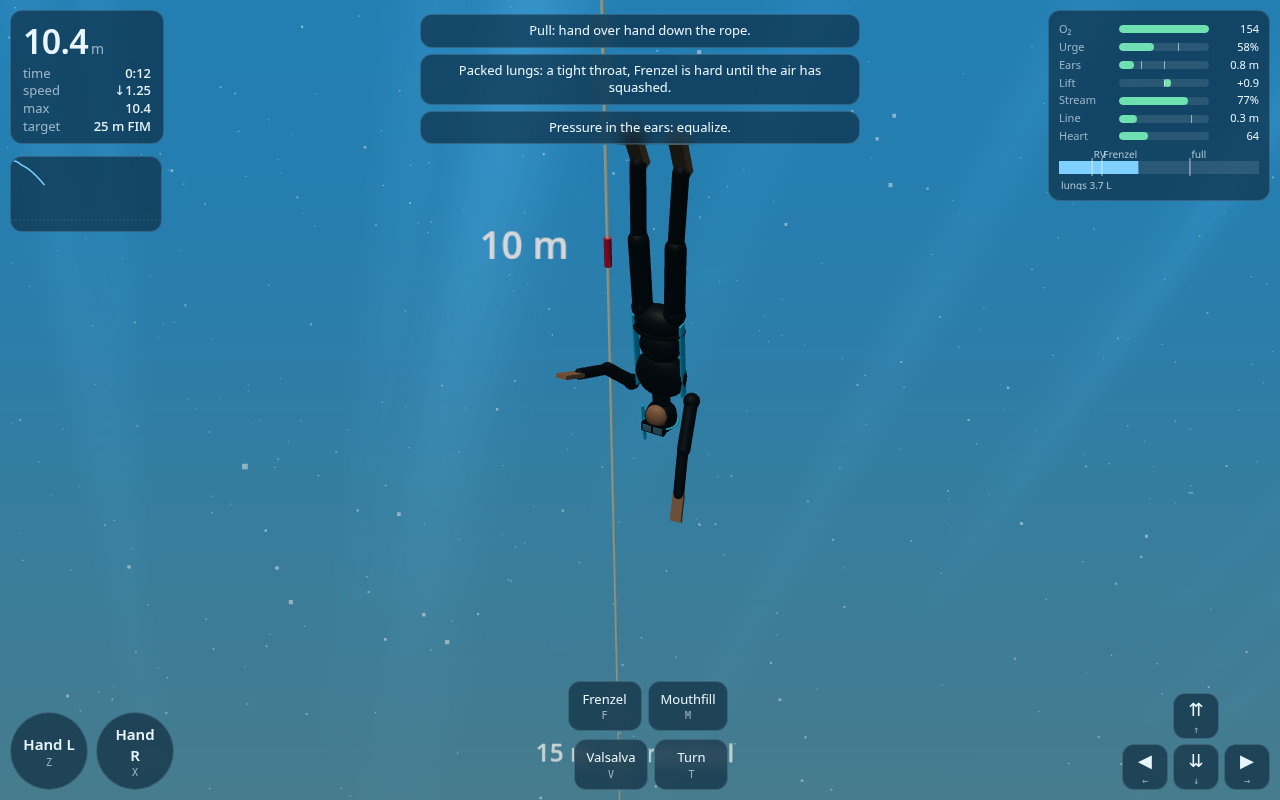 10.4 m
time 0:12
speed ↓1.25
max 10.4
target 25 m FIM
Pull: hand over hand down the rope.
Packed lungs: a tight throat, Frenzel is hard until the air has
squashed.
Pressure in the ears: equalize.
O₂ 154
Urge 58%
Ears 0.8 m
Lift +0.9
Stream 77%
Line 0.3 m
Heart 64
RV Frenzel full
lungs 3.7 L
10 m
15
Hand L
Z
Hand
R
X
Frenzel
F
Mouthfill
M
Valsalva
V
Turn
T
⇈
↑
◀
←
⇊
↓
▶
→